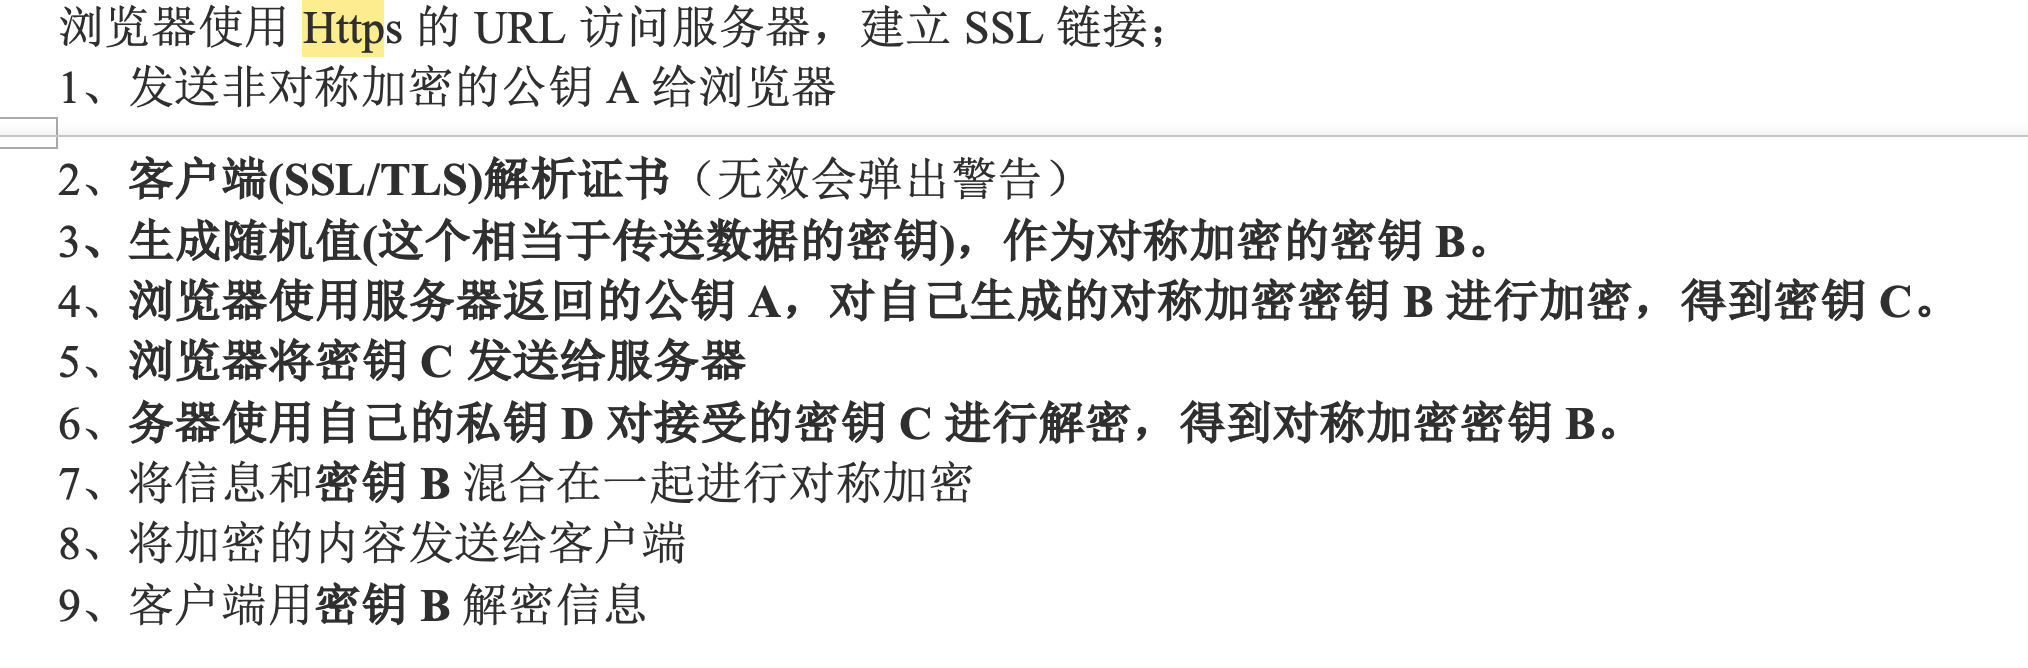 浏览器使用 Https 的 URL 访问服务器，建立 SSL 链接；
1、发送非对称加密的公钥 A 给浏览器
2、客户端(SSL/TLS)解析证书（无效会弹出警告）
3、生成随机值(这个相当于传送数据的密钥)，作为对称加密的密钥 B。
4、浏览器使用服务器返回的公钥 A，对自己生成的对称加密密钥 B 进行加密，得到密钥 C。
5、浏览器将密钥 C 发送给服务器
6、务器使用自己的私钥 D 对接受的密钥 C 进行解密，得到对称加密密钥 B。
7、将信息和密钥 B 混合在一起进行对称加密
8、将加密的内容发送给客户端
9、客户端用密钥 B 解密信息